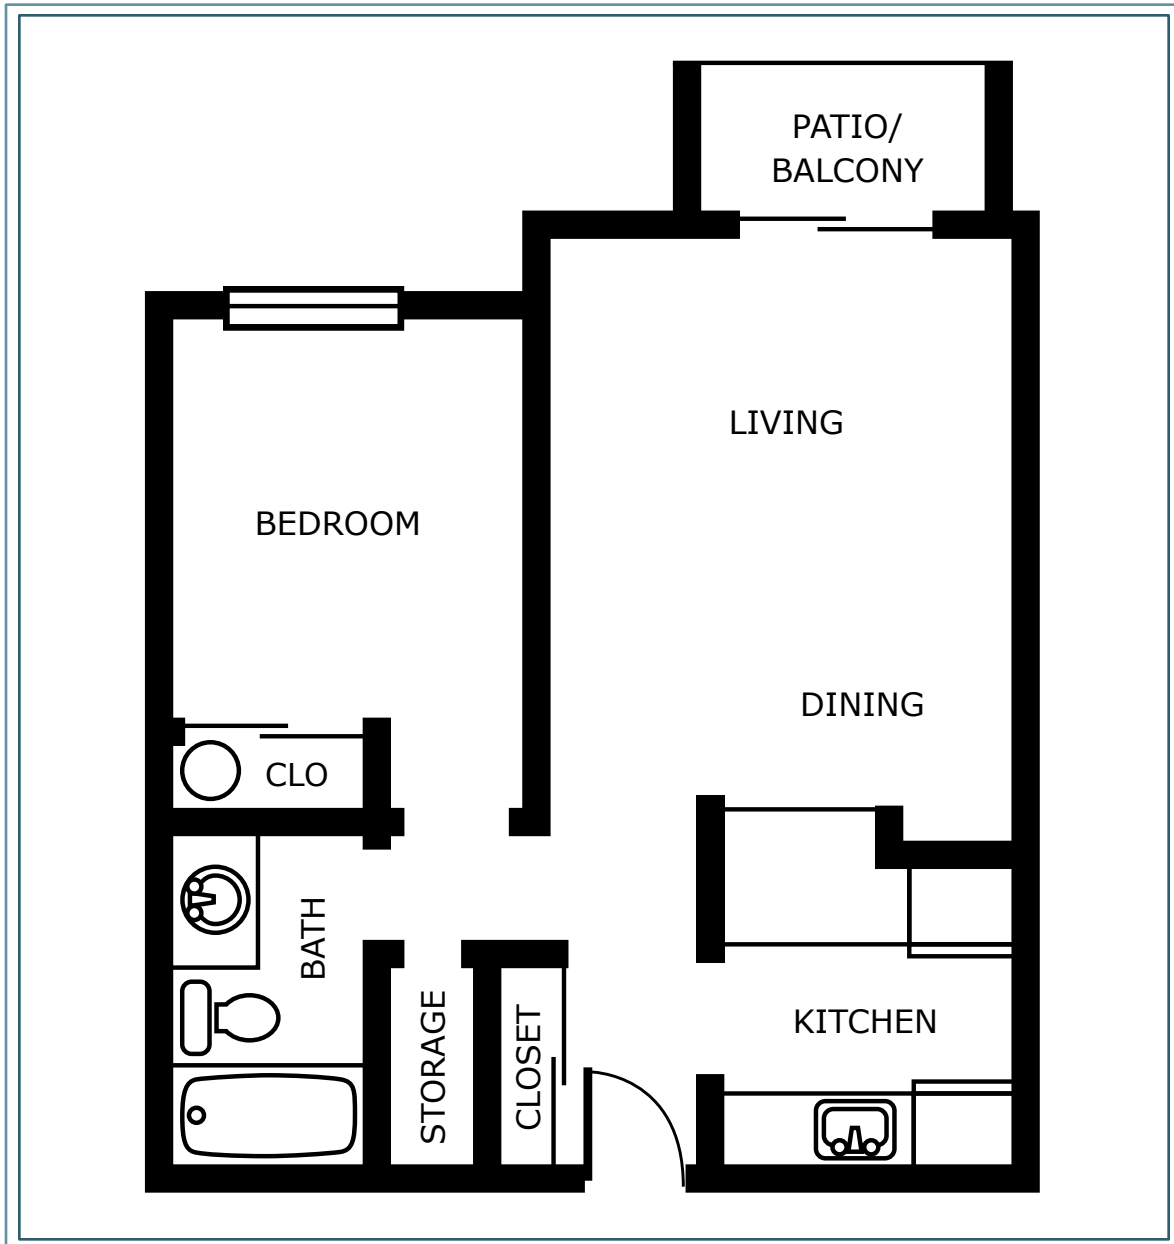 PATIO/
BALCONY
LIVING
BEDROOM
DINING
CLO
BATH
STORAGE
CLOSET
KITCHEN